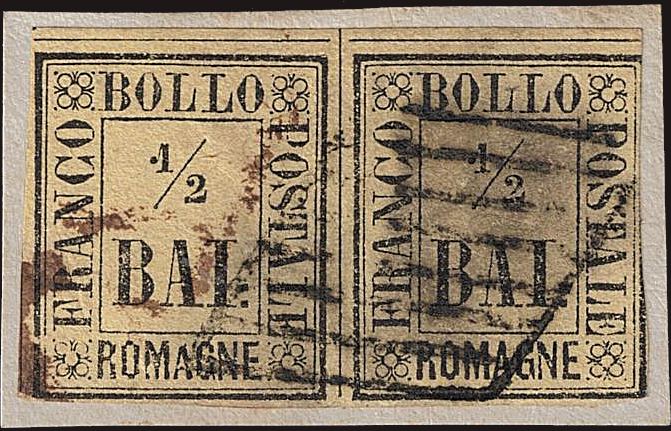 BOLLO
FRANCO
POSTALE
1/2
BAI.
ROMAGNE
BOLLO
FRANCO
POSTALE
1/2
BAI.
ROMAGNE